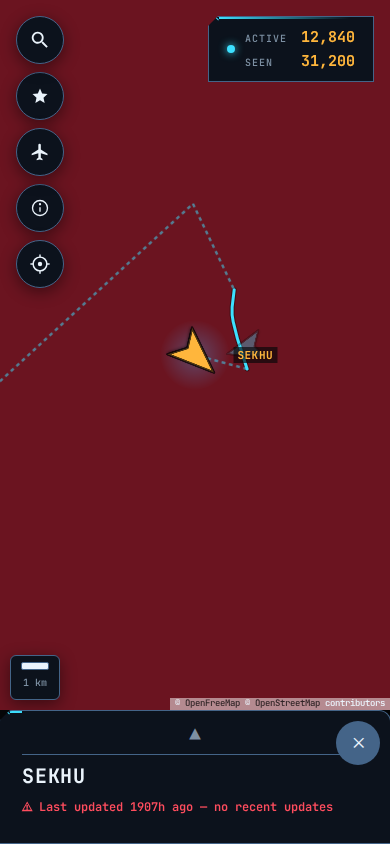 ACTIVE 12,840
SEEN 31,200
SEKHU
1 km
© OpenFreeMap © OpenStreetMap contributors
SEKHU
⚠ Last updated 1907h ago — no recent updates